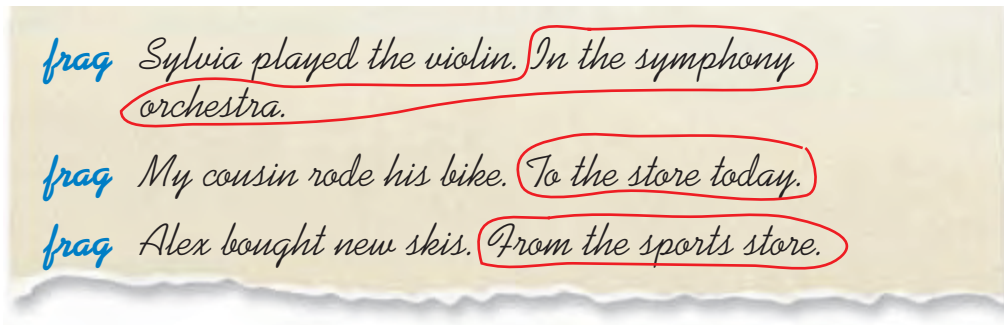 frag Sylvia played the violin. In the symphony
orchestra.
frag My cousin rode his bike. To the store today.
frag Alex bought new skis. From the sports store.